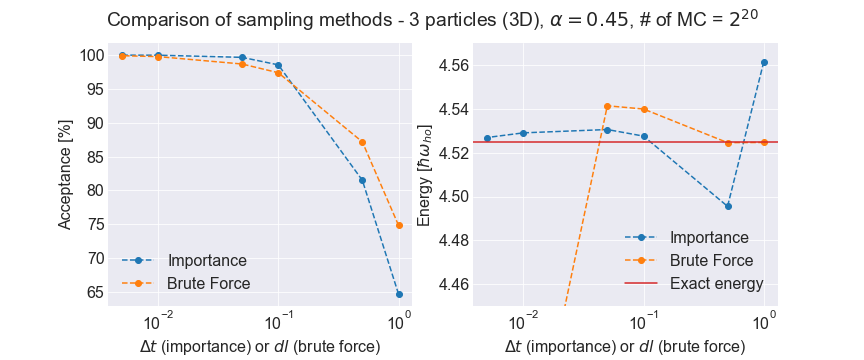 Comparison of sampling methods - 3 particles (3D), α = 0.45, # of MC = 2^20
100
95
90
85
80
75
70
65
Acceptance [%]
Importance
Brute Force
10^−2
10^−1
10^0
Δt (importance) or dl (brute force)
4.56
4.54
4.52
4.50
4.48
4.46
Energy [ħω_ho]
Importance
Brute Force
Exact energy
10^−2
10^−1
10^0
Δt (importance) or dl (brute force)